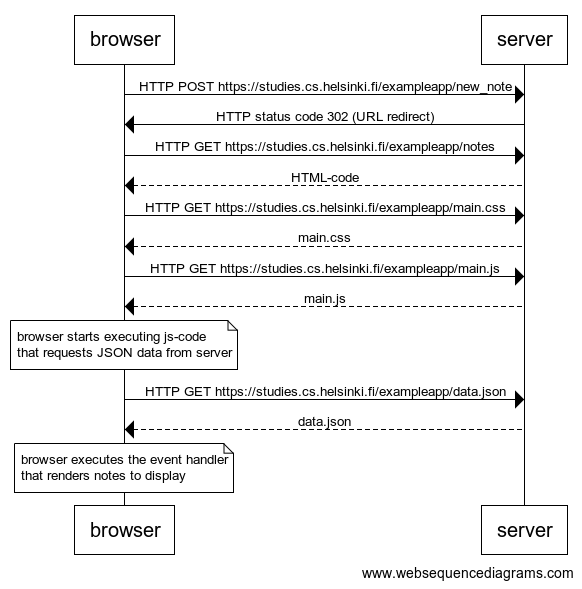 browser
server
HTTP POST https://studies.cs.helsinki.fi/exampleapp/new_note
HTTP status code 302 (URL redirect)
HTTP GET https://studies.cs.helsinki.fi/exampleapp/notes
HTML-code
HTTP GET https://studies.cs.helsinki.fi/exampleapp/main.css
main.css
HTTP GET https://studies.cs.helsinki.fi/exampleapp/main.js
main.js
browser starts executing js-code
that requests JSON data from server
HTTP GET https://studies.cs.helsinki.fi/exampleapp/data.json
data.json
browser executes the event handler
that renders notes to display
browser
server
www.websequencediagrams.com